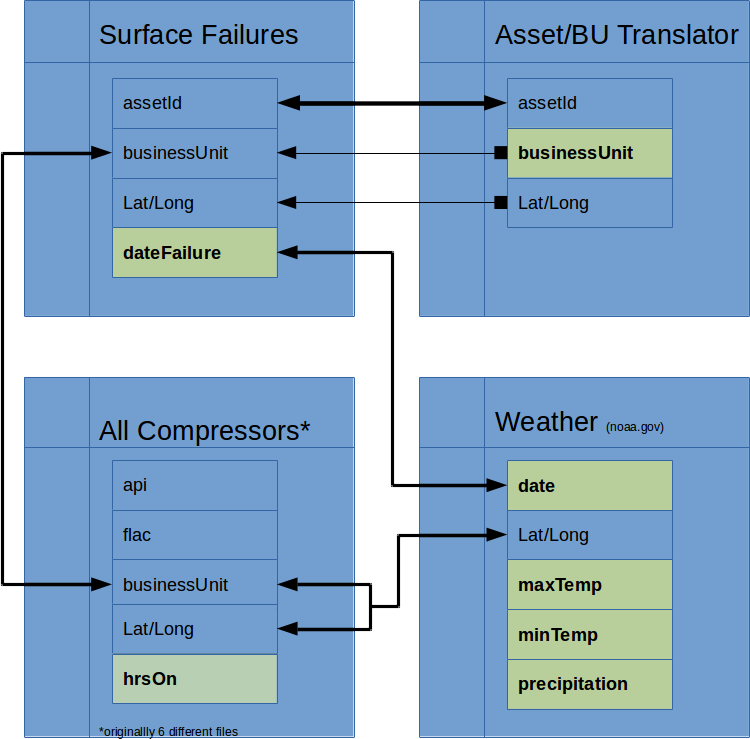 Surface Failures
assetId
businessUnit
Lat/Long
dateFailure
Asset/BU Translator
assetId
businessUnit
Lat/Long
All Compressors*
api
flac
businessUnit
Lat/Long
hrsOn
*originallly 6 different files
Weather (noaa.gov)
date
Lat/Long
maxTemp
minTemp
precipitation